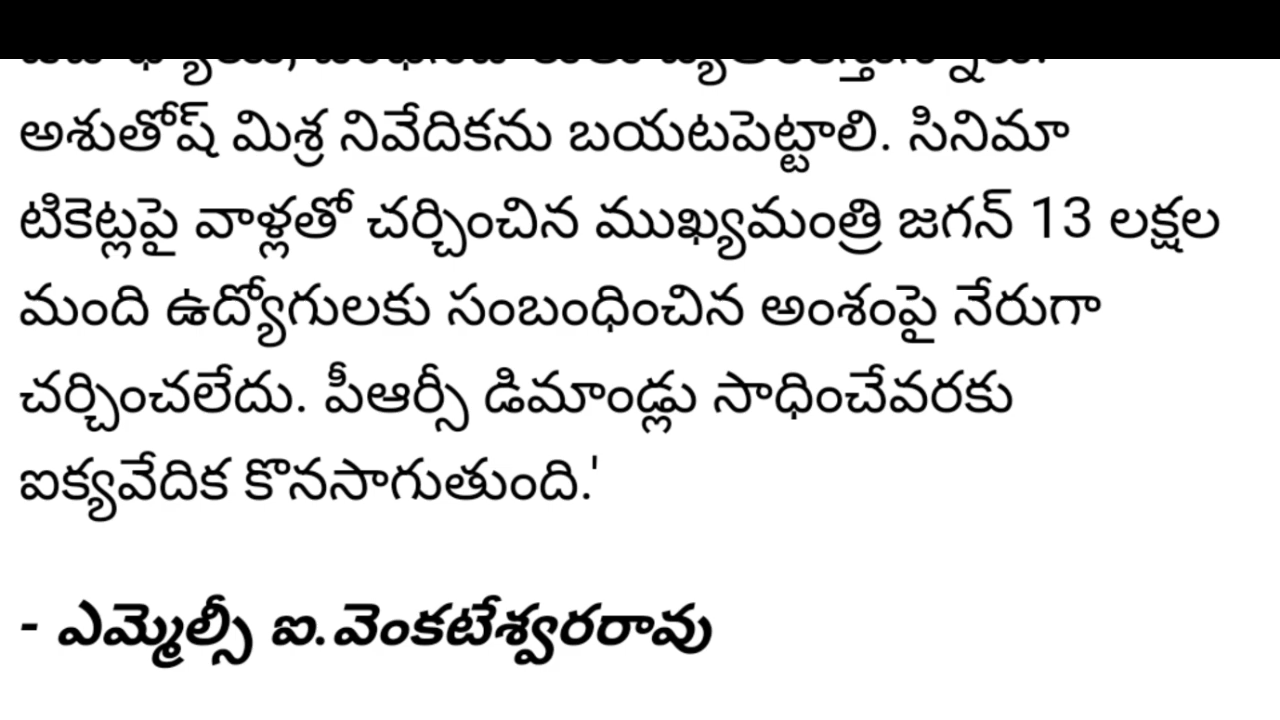 అశుతోష్ మిశ్ర నివేదికను బయటపెట్టాలి. సినిమా
టికెట్లపై వాళ్లతో చర్చించిన ముఖ్యమంత్రి జగన్ 13 లక్షల
మంది ఉద్యోగులకు సంబంధించిన అంశంపై నేరుగా
చర్చించలేదు. పీఆర్సీ డిమాండ్లు సాధించేవరకు
ఐక్యవేదిక కొనసాగుతుంది.'
- ఎమ్మెల్సీ ఐ.వెంకటేశ్వరరావు